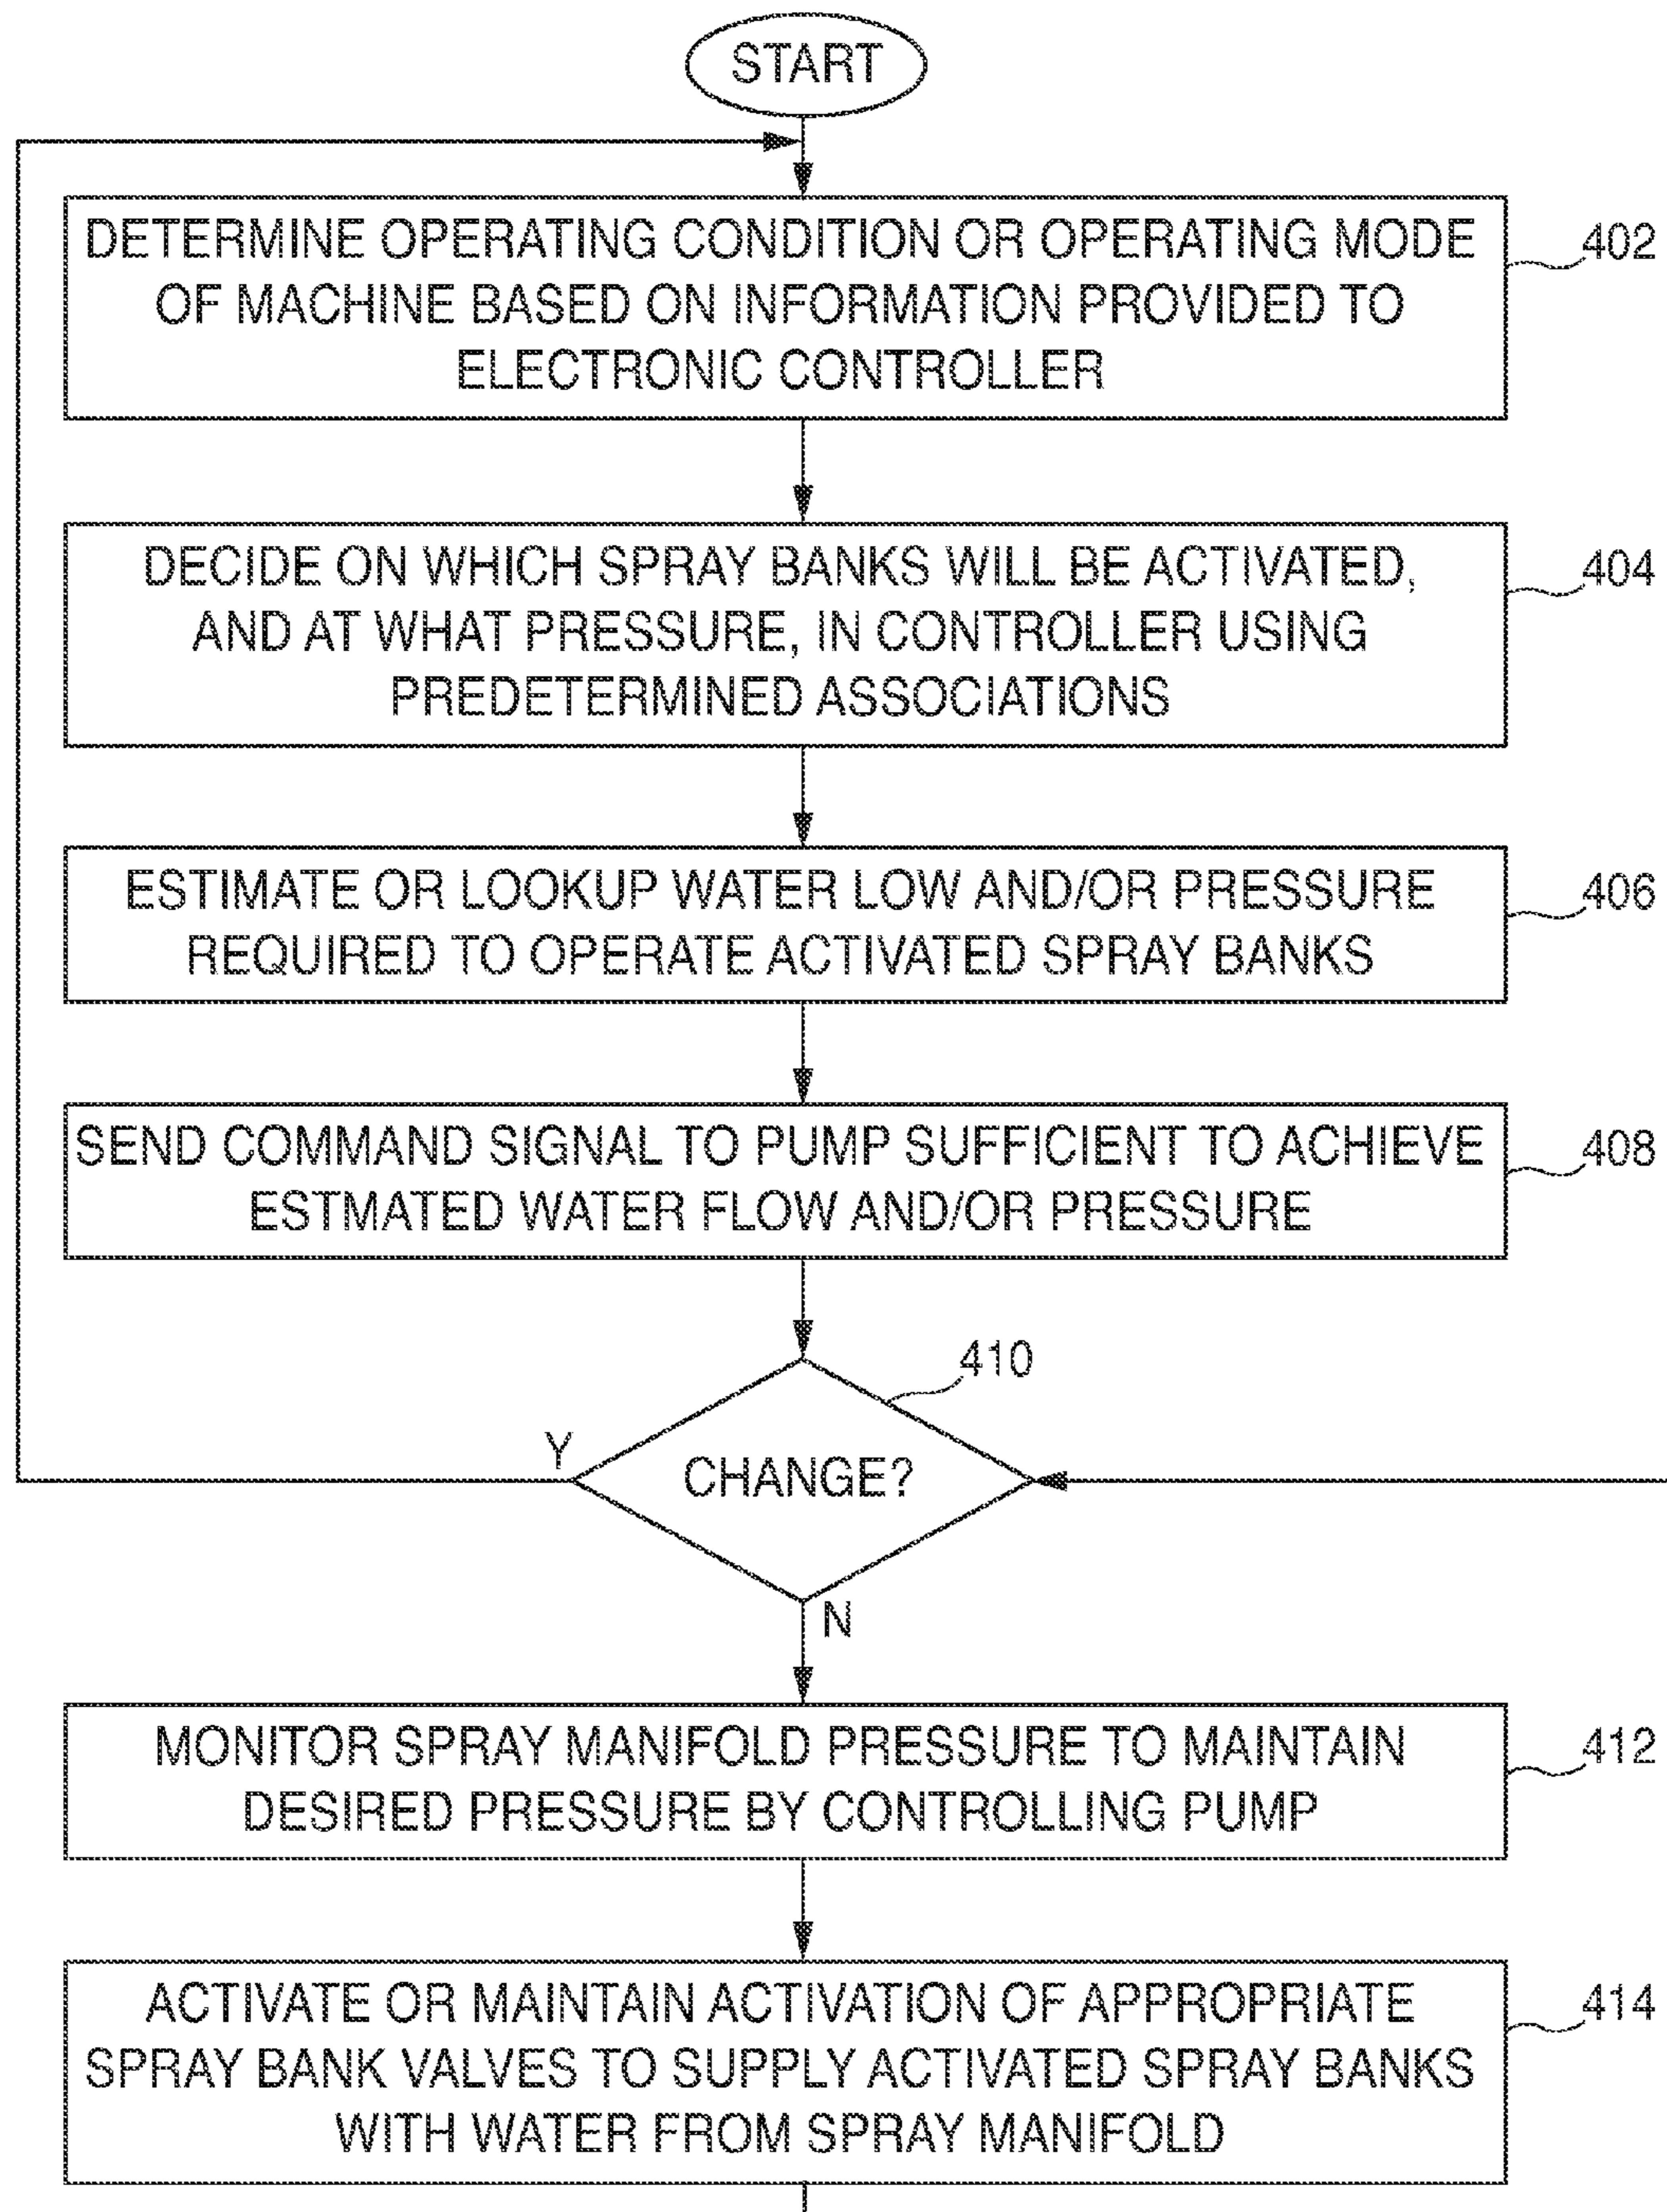 START
DETERMINE OPERATING CONDITION OR OPERATING MODE
OF MACHINE BASED ON INFORMATION PROVIDED TO
ELECTRONIC CONTROLLER
402
DECIDE ON WHICH SPRAY BANKS WILL BE ACTIVATED,
AND AT WHAT PRESSURE, IN CONTROLLER USING
PREDETERMINED ASSOCIATIONS
404
ESTIMATE OR LOOKUP WATER LOW AND/OR PRESSURE
REQUIRED TO OPERATE ACTIVATED SPRAY BANKS
406
SEND COMMAND SIGNAL TO PUMP SUFFICIENT TO ACHIEVE
ESTMATED WATER FLOW AND/OR PRESSURE
408
410
Y
CHANGE?
N
MONITOR SPRAY MANIFOLD PRESSURE TO MAINTAIN
DESIRED PRESSURE BY CONTROLLING PUMP
412
ACTIVATE OR MAINTAIN ACTIVATION OF APPROPRIATE
SPRAY BANK VALVES TO SUPPLY ACTIVATED SPRAY BANKS
WITH WATER FROM SPRAY MANIFOLD
414